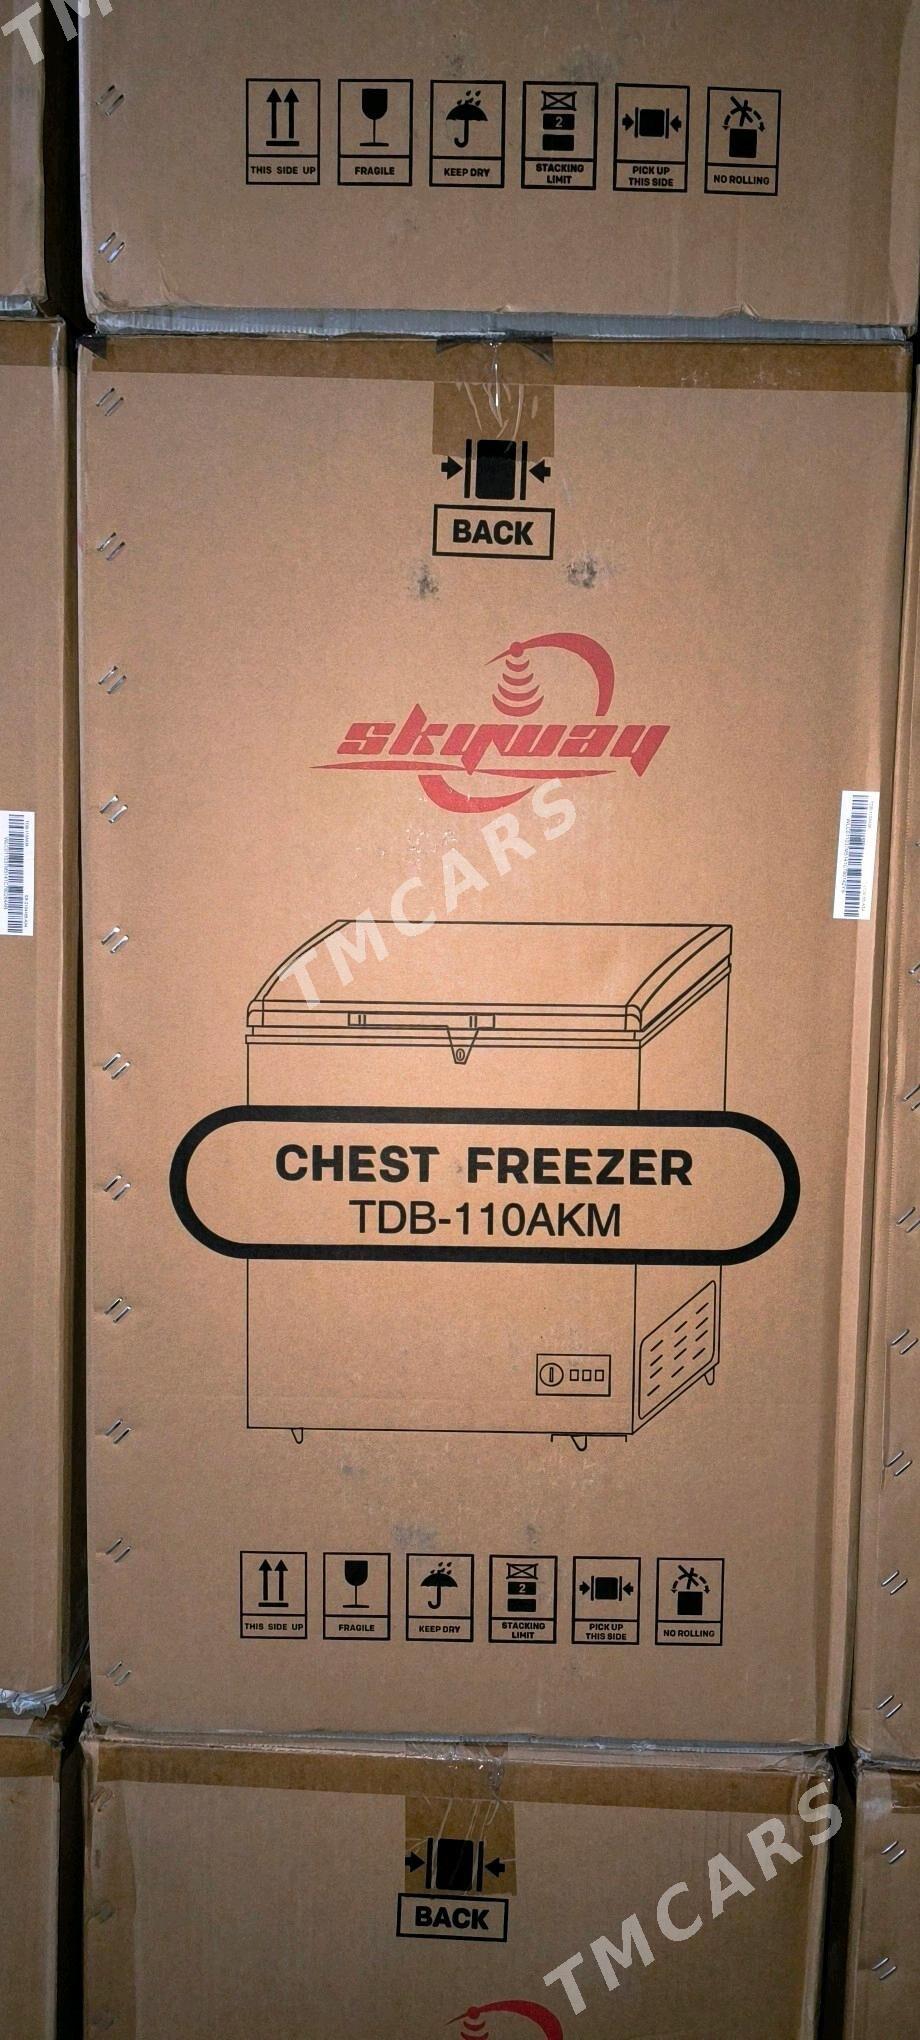 TM
THIS SIDE UP
FRAGILE
KEEP DRY
2
STACKING
LIMIT
PICK UP
THIS SIDE
NO ROLLING
BACK
skyway
TMCARS
CHEST FREEZER
TDB-110AKM
THIS SIDE UP
FRAGILE
KEEP DRY
2
STACKING
LIMIT
PICK UP
THIS SIDE
NO ROLLING
TMCARS
BACK